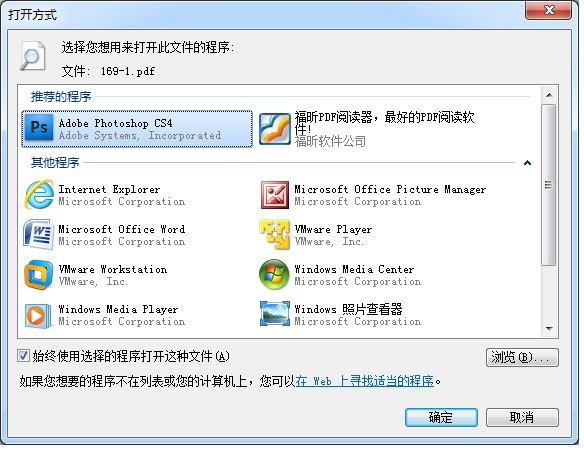 打开方式
选择您想用来打开此文件的程序:
文件: 169-1.pdf
推荐的程序
Ps
Adobe Photoshop CS4
Adobe Systems, Incorporated
福昕PDF阅读器，最好的PDF阅读软
件!
福昕软件公司
其他程序
Internet Explorer
Microsoft Corporation
Microsoft Office Picture Manager
Microsoft Corporation
Microsoft Office Word
Microsoft Corporation
VMware Player
VMware, Inc.
VMware Workstation
VMware, Inc.
Windows Media Center
Microsoft Corporation
Windows Media Player
Microsoft Corporation
Windows 照片查看器
Microsoft Corporation
始终使用选择的程序打开这种文件(A)
浏览(B)...
如果您想要的程序不在列表或您的计算机上，您可以在 Web 上寻找适当的程序。
确定
取消